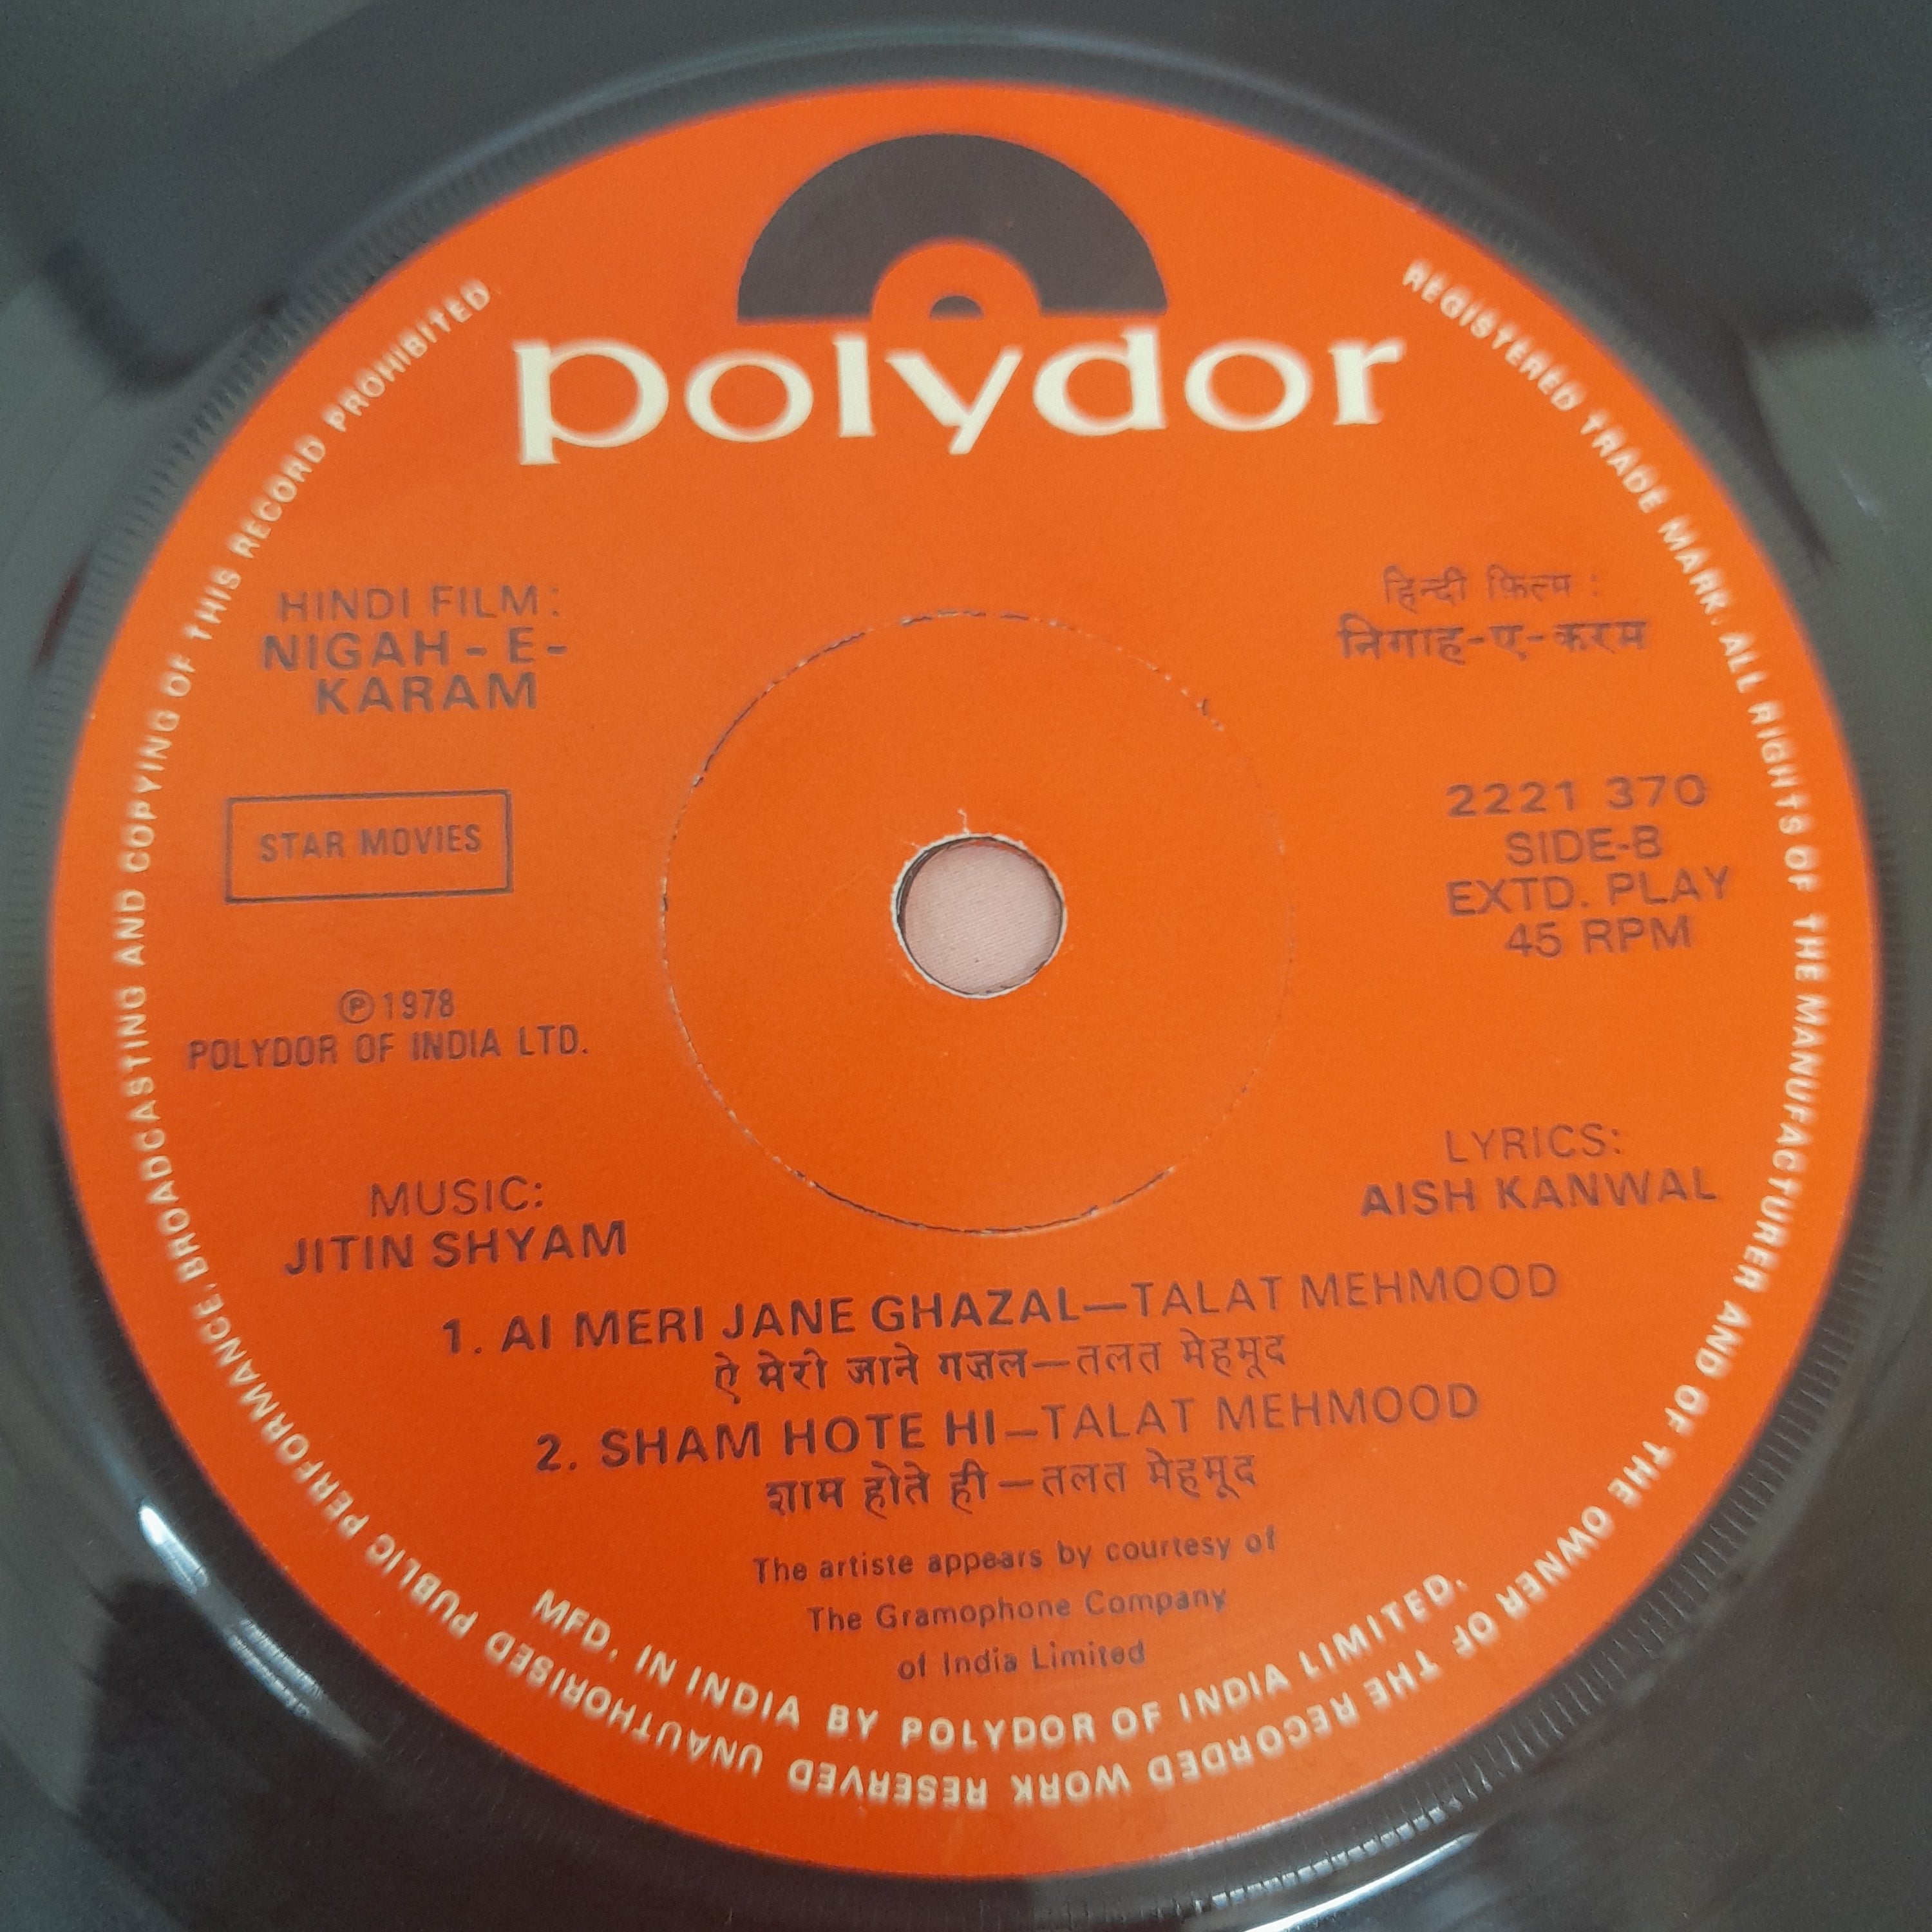 polydor
HINDI FILM:
NIGAH-E-
KARAM
हिन्दी फ़िल्म :
निगाह-ए-करम
STAR MOVIES
2221 370
SIDE-B
EXTD. PLAY
45 RPM
Ⓟ1978
POLYDOR OF INDIA LTD.
MUSIC:
JITIN SHYAM
LYRICS:
AISH KANWAL
1. AI MERI JANE GHAZAL—TALAT MEHMOOD
ऐ मेरी जाने गज़ल—तलत मेहमूद
2. SHAM HOTE HI—TALAT MEHMOOD
शाम होते ही—तलत मेहमूद
The artiste appears by courtesy of
The Gramophone Company
of India Limited
MFD. IN INDIA BY POLYDOR OF INDIA LIMITED.
REGISTERED TRADE MARK. ALL RIGHTS OF THE MANUFACTURER AND OF THE OWNER OF THE RECORDED WORK RESERVED UNAUTHORISED PUBLIC PERFORMANCE, BROADCASTING AND COPYING OF THIS RECORD PROHIBITED